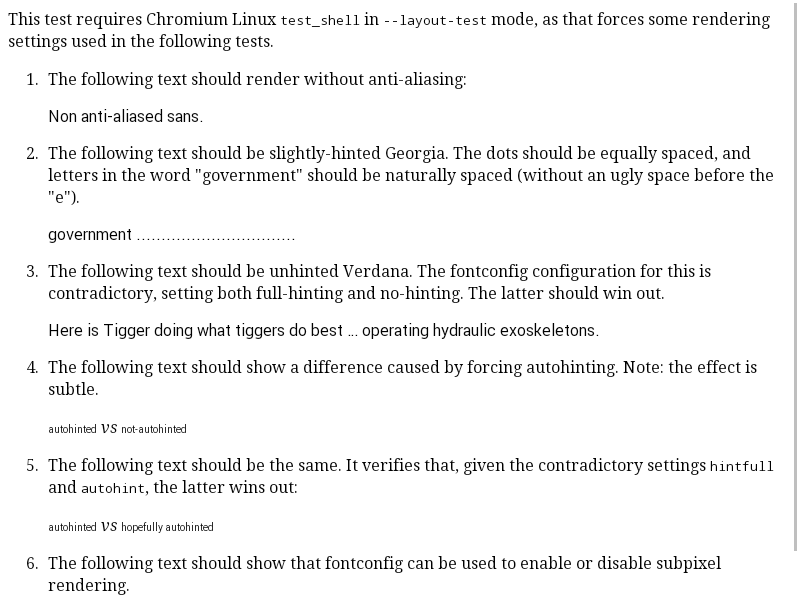 This test requires Chromium Linux test_shell in --layout-test mode, as that forces some rendering
settings used in the following tests.
1. The following text should render without anti-aliasing:
Non anti-aliased sans.
2. The following text should be slightly-hinted Georgia. The dots should be equally spaced, and
letters in the word "government" should be naturally spaced (without an ugly space before the
"e").
government ................................
3. The following text should be unhinted Verdana. The fontconfig configuration for this is
contradictory, setting both full-hinting and no-hinting. The latter should win out.
Here is Tigger doing what tiggers do best … operating hydraulic exoskeletons.
4. The following text should show a difference caused by forcing autohinting. Note: the effect is
subtle.
autohinted vs not-autohinted
5. The following text should be the same. It verifies that, given the contradictory settings hintfull
and autohint, the latter wins out:
autohinted vs hopefully autohinted
6. The following text should show that fontconfig can be used to enable or disable subpixel
rendering.